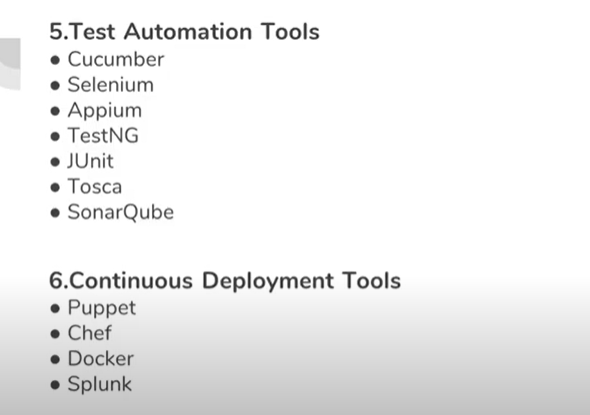 5.Test Automation Tools
● Cucumber
● Selenium
● Appium
● TestNG
● JUnit
● Tosca
● SonarQube
6.Continuous Deployment Tools
● Puppet
● Chef
● Docker
● Splunk